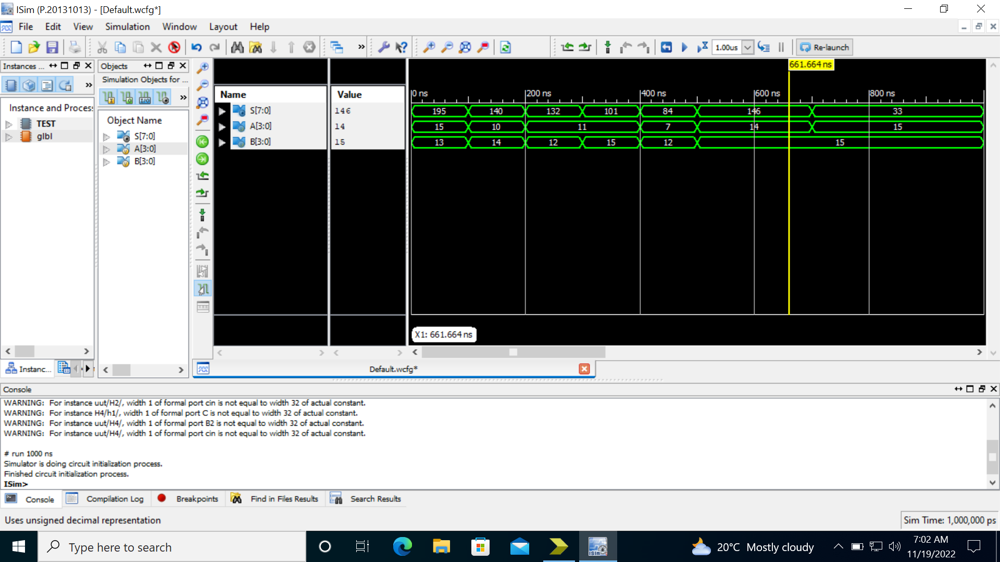 ISim (P.20131013) - [Default.wcfg*]
File Edit View Simulation Window Layout Help
1.00us
Re-launch
Instances ...
Objects
Simulation Objects for ...
Instance and Process
TEST
glbl
Object Name
S[7:0]
A[3:0]
B[3:0]
Name Value
S[7:0] 146
A[3:0] 14
B[3:0] 15
661.664 ns
0 ns 200 ns 400 ns 600 ns 800 ns
195 140 132 101 84 146 33
15 10 11 7 14 15
13 14 12 15 12 15
X1: 661.664 ns
Instanc...
Default.wcfg*
Console
WARNING: For instance uut/H2/, width 1 of formal port cin is not equal to width 32 of actual constant.
WARNING: For instance H4/h1/, width 1 of formal port C is not equal to width 32 of actual constant.
WARNING: For instance uut/H4/, width 1 of formal port B2 is not equal to width 32 of actual constant.
WARNING: For instance uut/H4/, width 1 of formal port cin is not equal to width 32 of actual constant.
# run 1000 ns
Simulator is doing circuit initialization process.
Finished circuit initialization process.
ISim>
Console Compilation Log Breakpoints Find in Files Results Search Results
Uses unsigned decimal representation
Sim Time: 1,000,000 ps
Type here to search
20°C Mostly cloudy
7:02 AM
11/19/2022